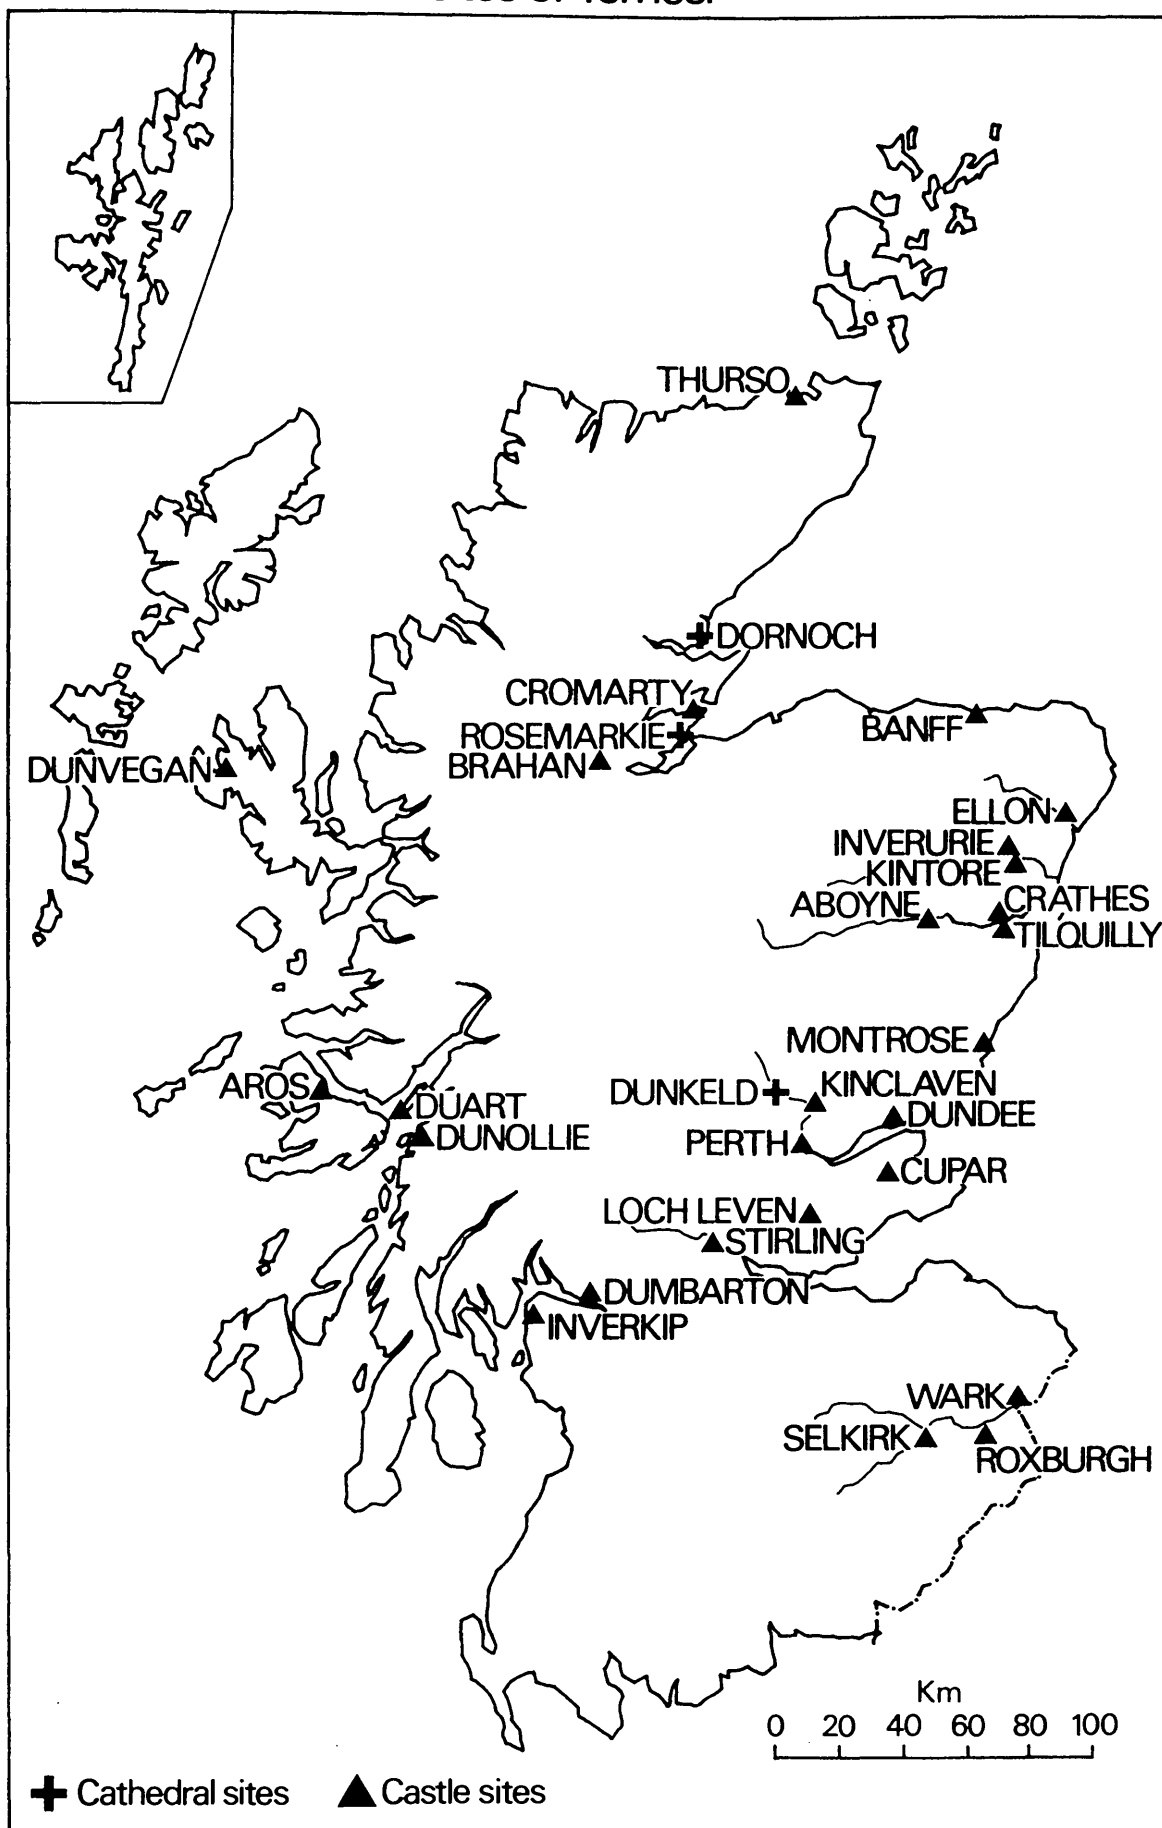 THURSO
DORNOCH
CROMARTY
ROSEMARKIE
BANFF
BRAHAN
DUÑVEGAÑ
ELLON
INVERURIE
KINTORE
ABOYNE
CRATHES
TILQUILLY
MONTROSE
AROS
DUNKELD
KINCLAVEN
DUART
DUNDEE
DUNOLLIE
PERTH
CUPAR
LOCH LEVEN
STIRLING
DUMBARTON
INVERKIP
WARK
SELKIRK
ROXBURGH
Km
0 20 40 60 80 100
Cathedral sites
Castle sites